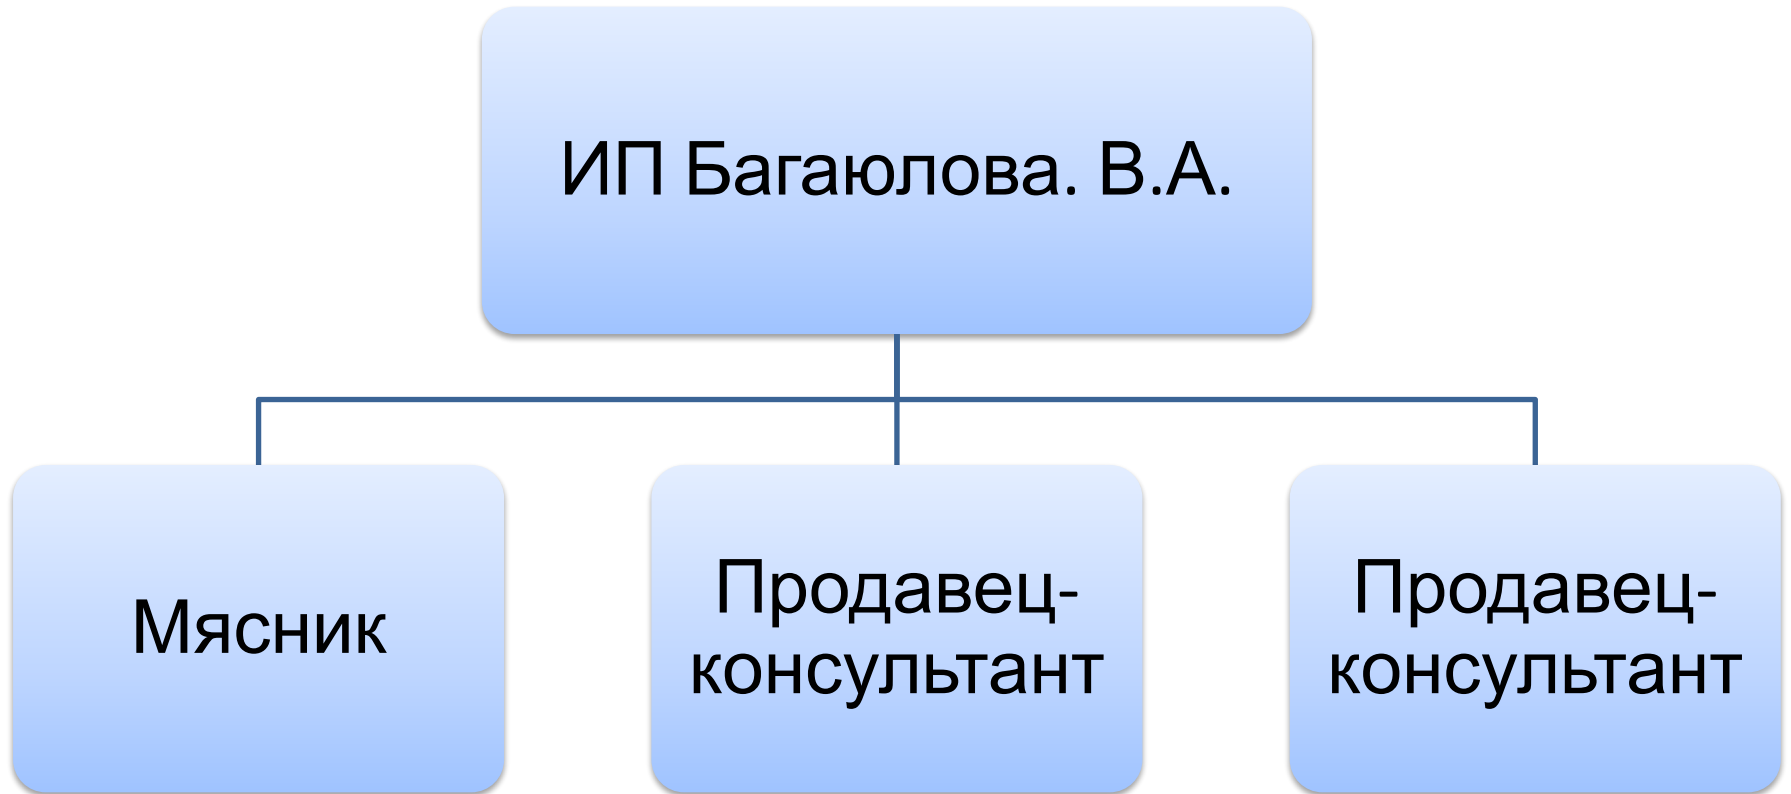 ИП Багаюлова. В.А.
Мясник
Продавец-
консультант
Продавец-
консультант